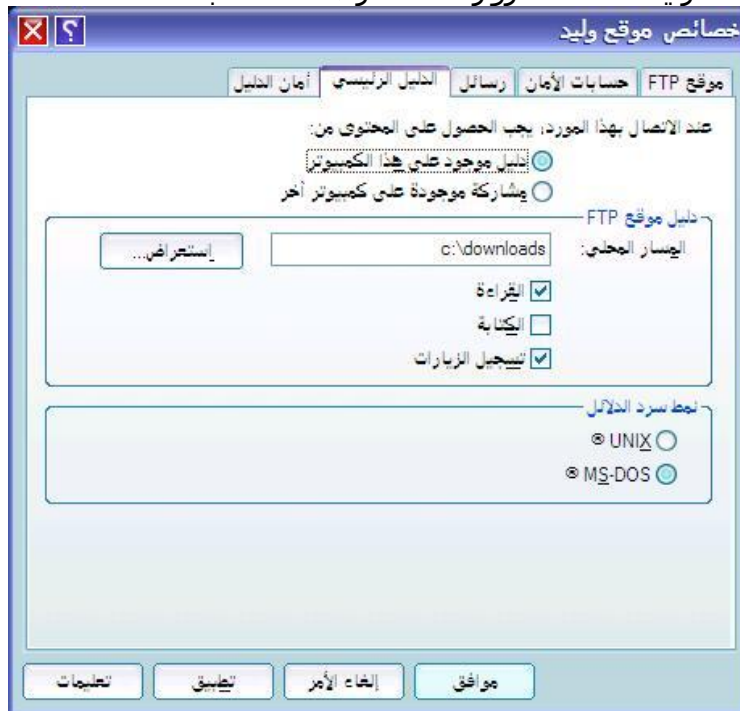 خصائص موقع وليد
موقع FTP حسابات الأمان رسائل الدليل الرئيسي أمان الدليل
عند الاتصال بهذا المورد، يجب الحصول على المحتوى من:
دليل موجود على هذا الكمبيوتر
مشاركة موجودة على كمبيوتر آخر
دليل موقع FTP
المسار المحلي: c:\downloads إستعراض...
القراءة
الكتابة
تسجيل الزيارات
نمط سرد الدلائل
UNIX ®
MS-DOS ®
موافق إلغاء الأمر تطبيق تعليمات